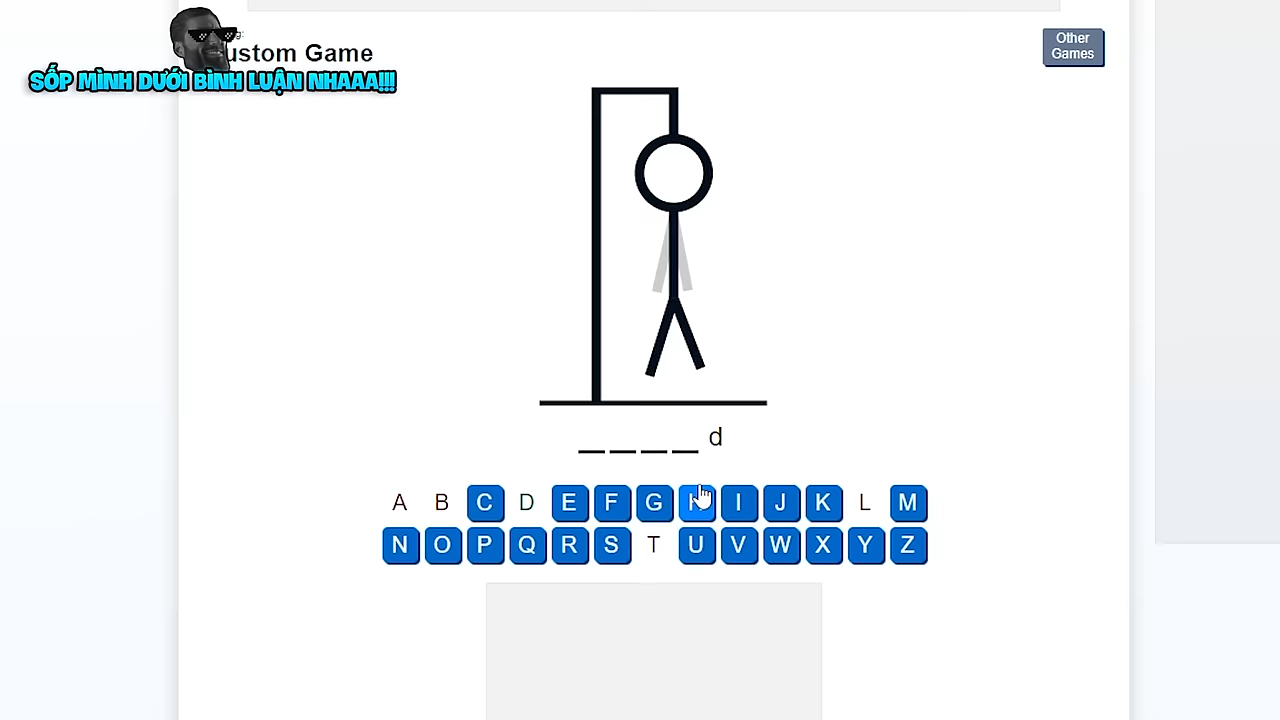 ustom Game
Other
Games
SỐP MÌNH DƯỚI BÌNH LUẬN NHAAA!!!
d
A B C D E F G H I J K L M
N O P Q R S T U V W X Y Z